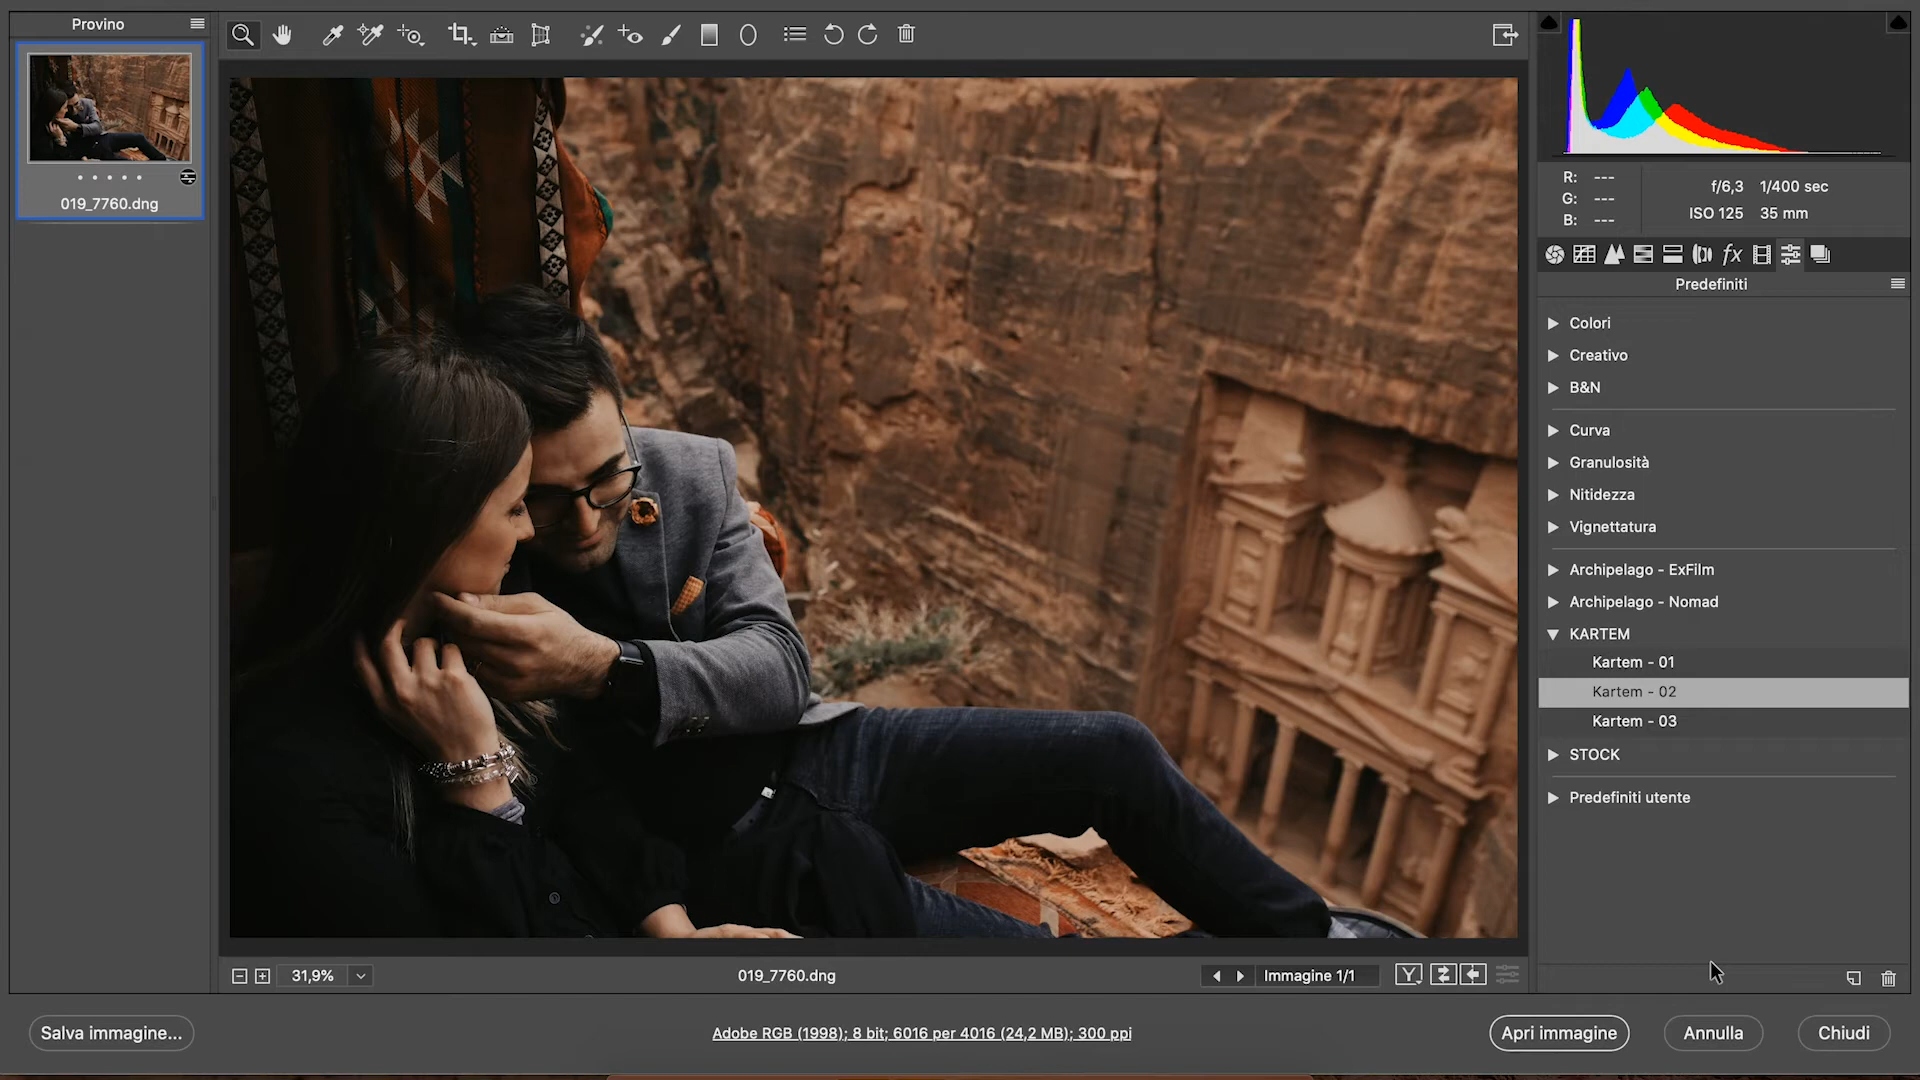 Provino
019_7760.dng
31,9%
019_7760.dng
Immagine 1/1
R: ---
G: ---
B: ---
f/6,3 1/400 sec
ISO 125 35 mm
fx
Predefiniti
Colori
Creativo
B&N
Curva
Granulosità
Nitidezza
Vignettatura
Archipelago - ExFilm
Archipelago - Nomad
KARTEM
Kartem - 01
Kartem - 02
Kartem - 03
STOCK
Predefiniti utente
Salva immagine...
Adobe RGB (1998); 8 bit; 6016 per 4016 (24,2 MB); 300 ppi
Apri immagine
Annulla
Chiudi